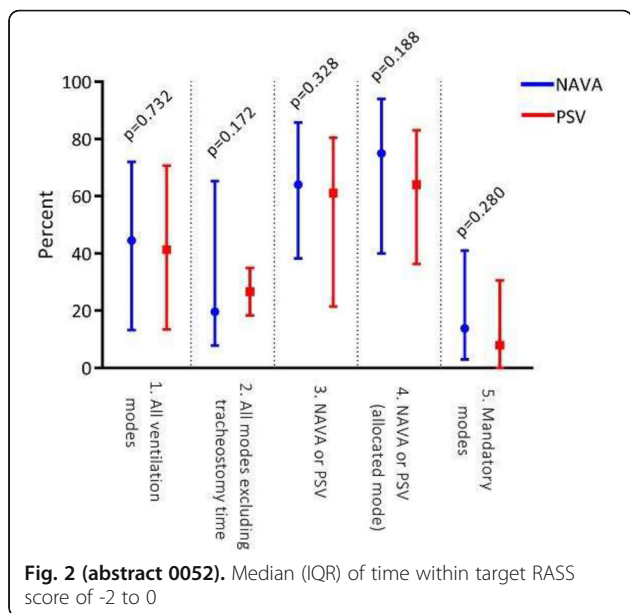 100
80
60
40
20
0
Percent
p=0.732
p=0.172
p=0.328
p=0.188
p=0.280
NAVA
PSV
1. All ventilation
modes
2. All modes excluding
tracheostomy time
3. NAVA or PSV
4. NAVA or PSV
(allocated mode)
5. Mandatory
modes
Fig. 2 (abstract 0052). Median (IQR) of time within target RASS
score of -2 to 0